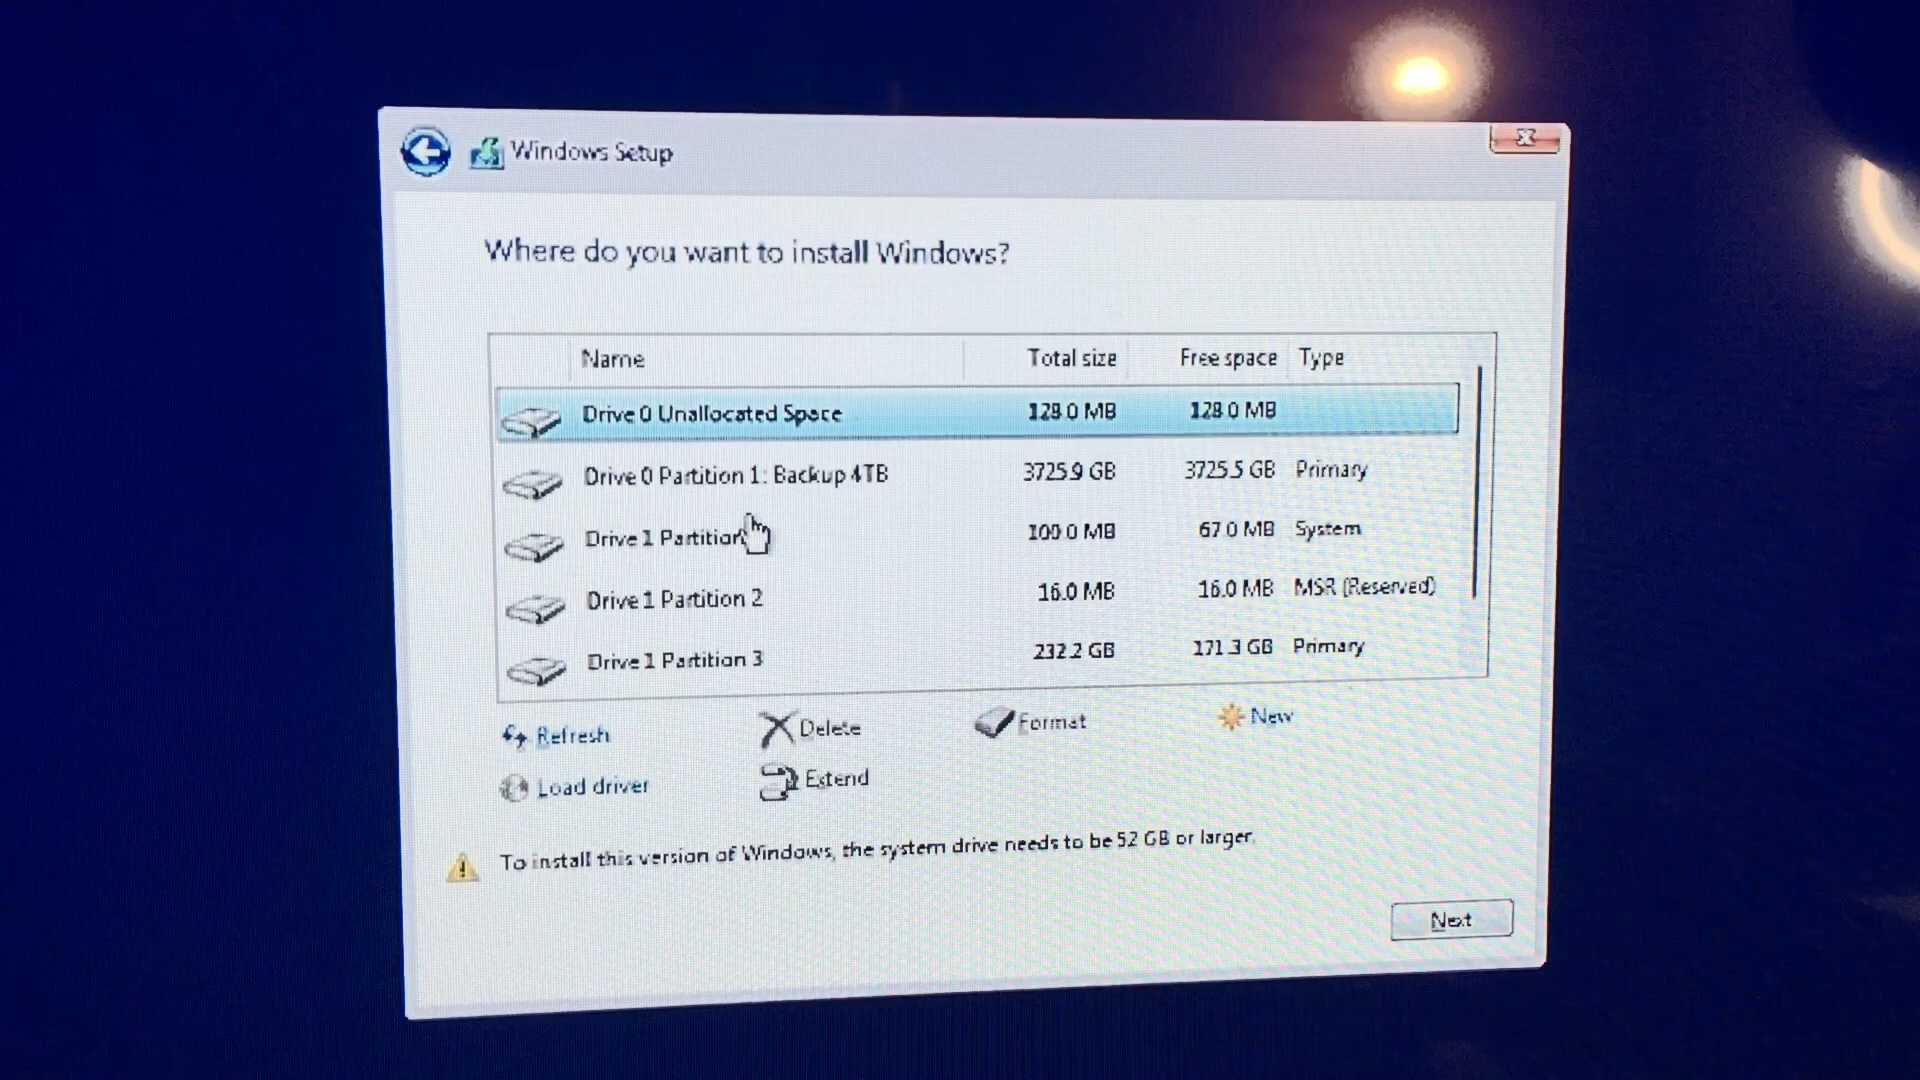 Windows Setup
Where do you want to install Windows?
Name Total size Free space Type
Drive 0 Unallocated Space 128.0 MB 128.0 MB
Drive 0 Partition 1: Backup 4TB 3725.9 GB 3725.5 GB Primary
Drive 1 Partition 100.0 MB 67.0 MB System
Drive 1 Partition 2 16.0 MB 16.0 MB MSR (Reserved)
Drive 1 Partition 3 232.2 GB 171.3 GB Primary
Refresh Delete Format New
Load driver Extend
To install this version of Windows, the system drive needs to be 52 GB or larger.
Next